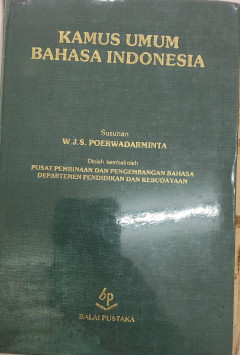 KAMUS UMUM
BAHASA INDONESIA
Susunan
W.J.S. POERWADARMINTA
Diolah kembali oleh
PUSAT PEMBINAAN DAN PENGEMBANGAN BAHASA
DEPARTEMEN PENDIDIKAN DAN KEBUDAYAAN
bp
BALAI PUSTAKA